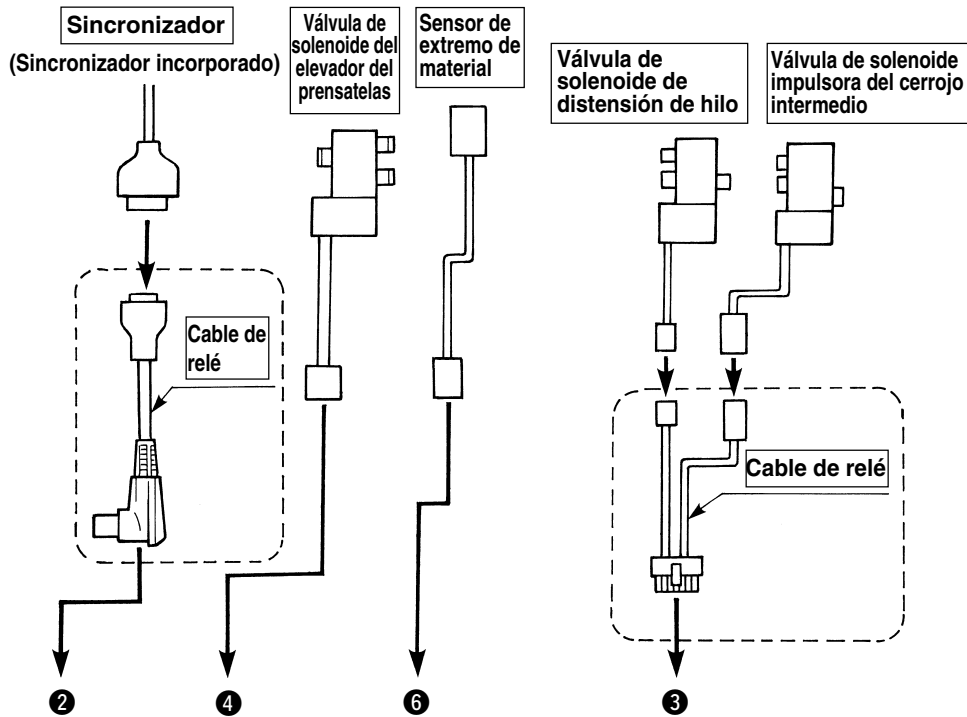 Sincronizador
(Sincronizador incorporado)
Válvula de
solenoide del
elevador del
prensatelas
Sensor de
extremo de
material
Válvula de
solenoide de
distensión de hilo
Válvula de solenoide
impulsora del cerrojo
intermedio
Cable de
relé
Cable de relé
❷
❹
❻
❸